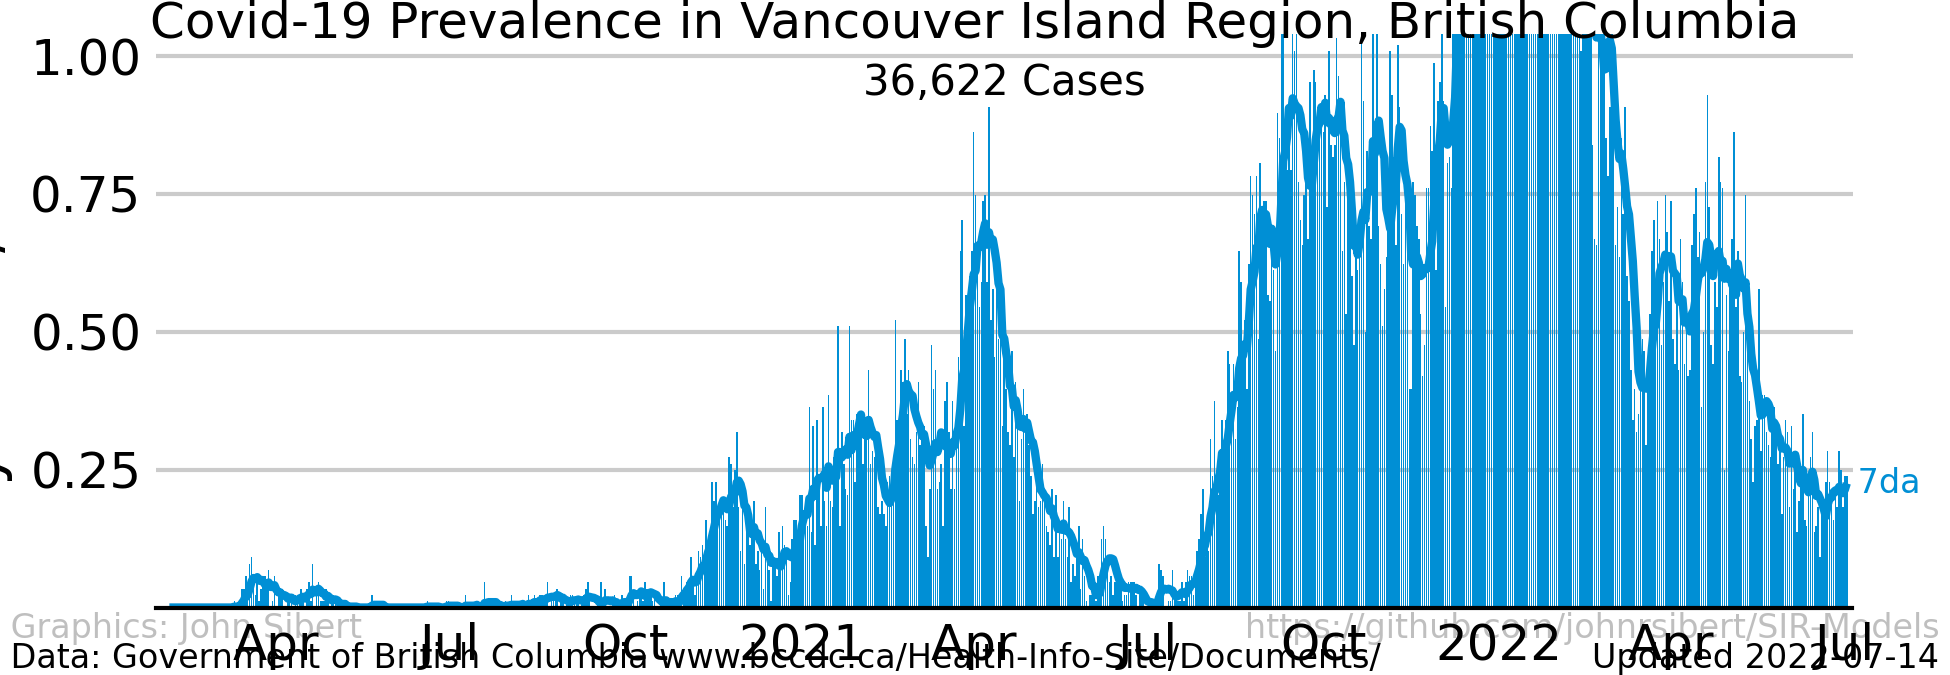 Covid-19 Prevalence in Vancouver Island Region, British Columbia
1.00
36,622 Cases
0.75
0.50
0.25
7da
Graphics: John Sibert
https://github.com/johnrsibert/SIR-Models
Apr Jul Oct 2021 Apr Jul Oct 2022 Apr Jul
Data: Government of British Columbia www.bccdc.ca/Health-Info-Site/Documents/
Updated 2022-07-14